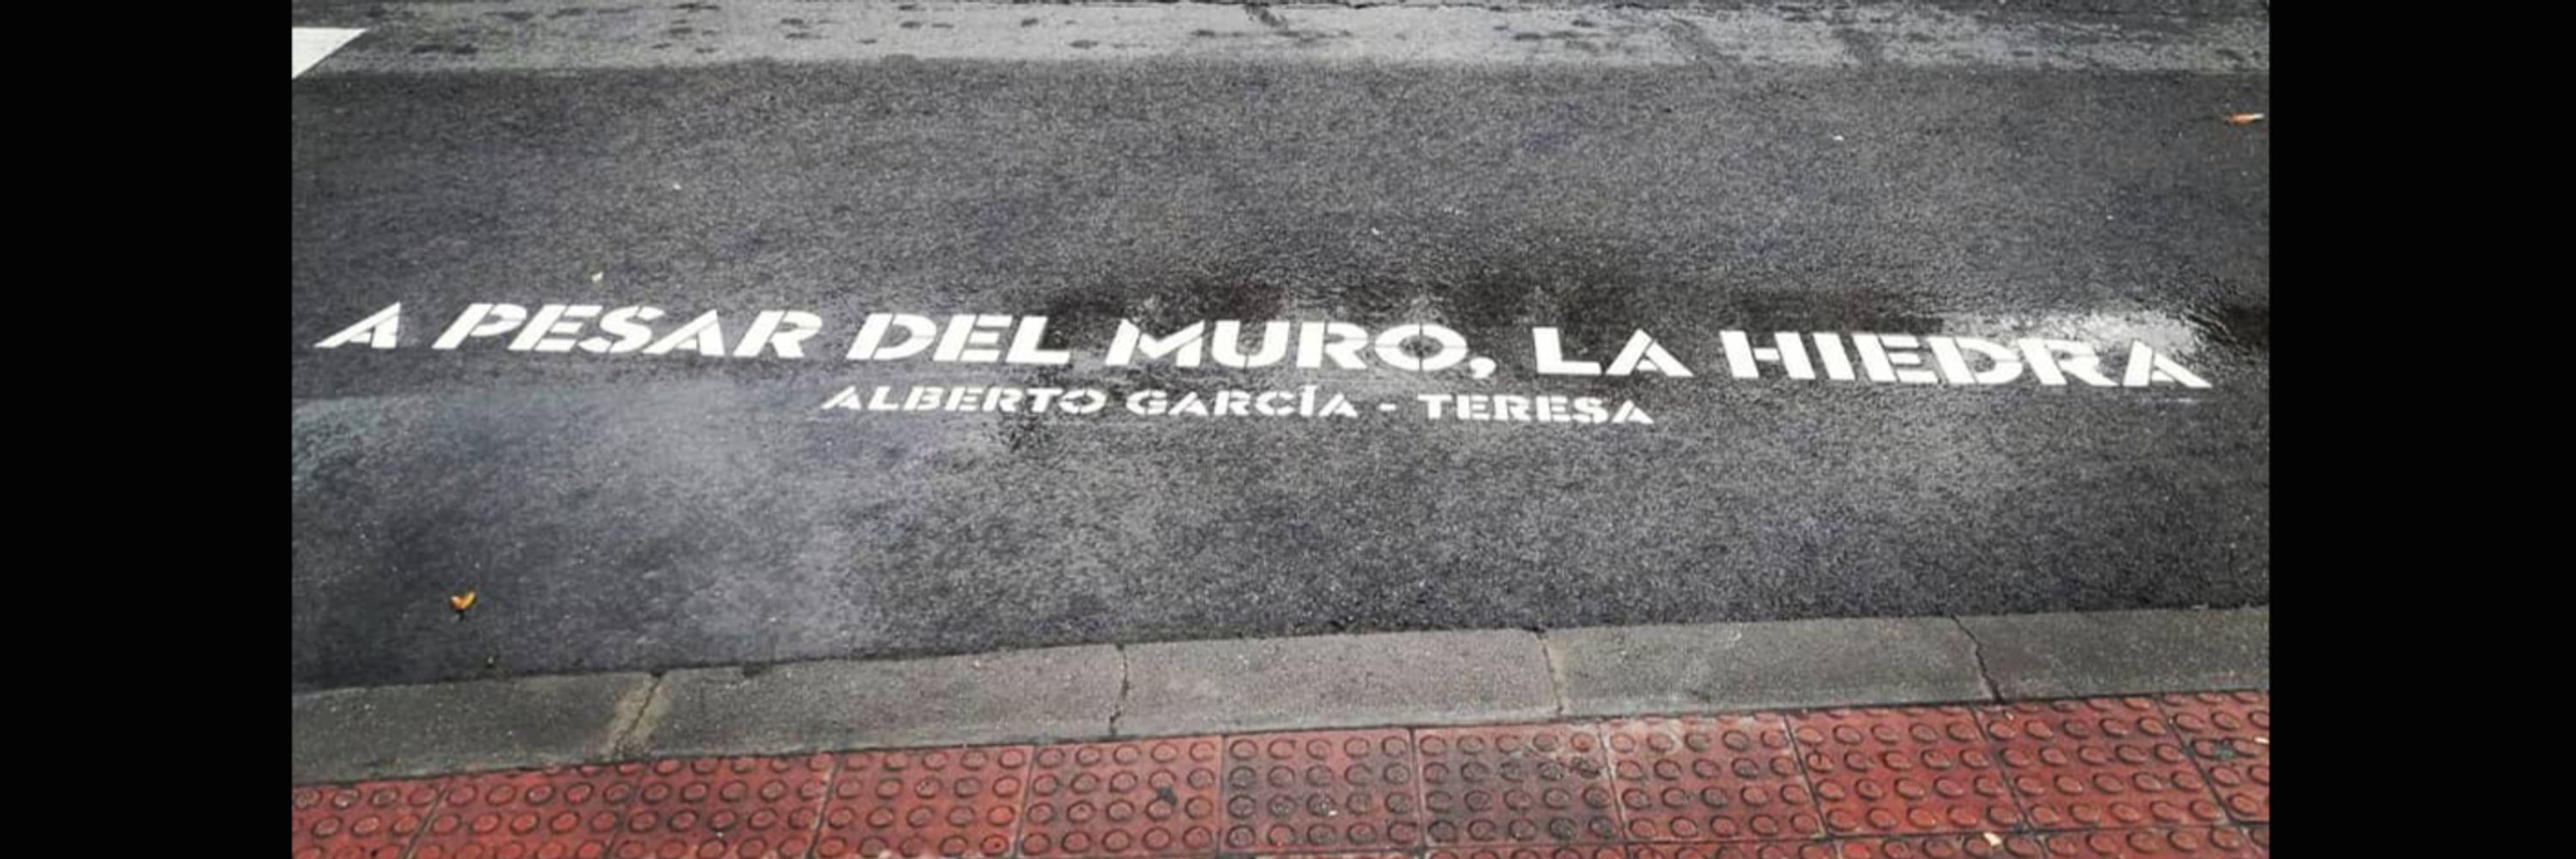 A PESAR DEL MURO, LA HIEDRA
ALBERTO GARCÍA - TERESA